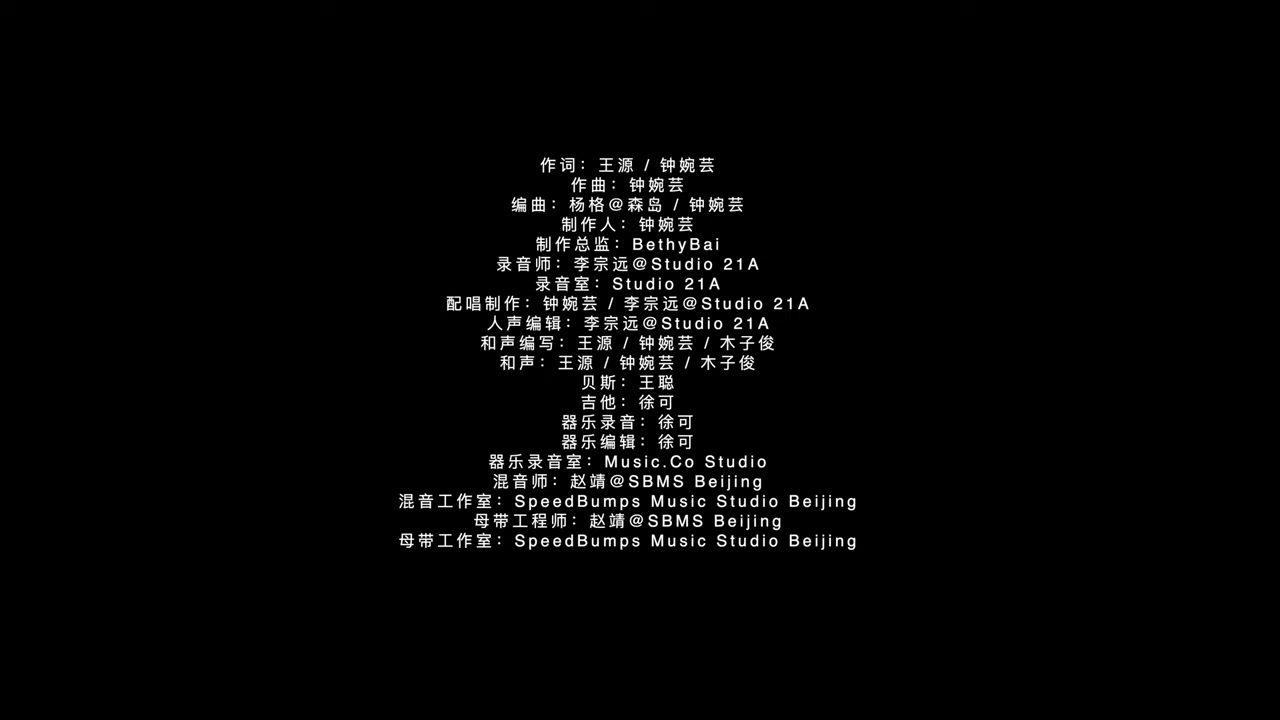 作词：王源 / 钟婉芸
作曲：钟婉芸
编曲：杨格@森岛 / 钟婉芸
制作人：钟婉芸
制作总监：BethyBai
录音师：李宗远@Studio 21A
录音室：Studio 21A
配唱制作：钟婉芸 / 李宗远@Studio 21A
人声编辑：李宗远@Studio 21A
和声编写：王源 / 钟婉芸 / 木子俊
和声：王源 / 钟婉芸 / 木子俊
贝斯：王聪
吉他：徐可
器乐录音：徐可
器乐编辑：徐可
器乐录音室：Music.Co Studio
混音师：赵靖@SBMS Beijing
混音工作室：SpeedBumps Music Studio Beijing
母带工程师：赵靖@SBMS Beijing
母带工作室：SpeedBumps Music Studio Beijing